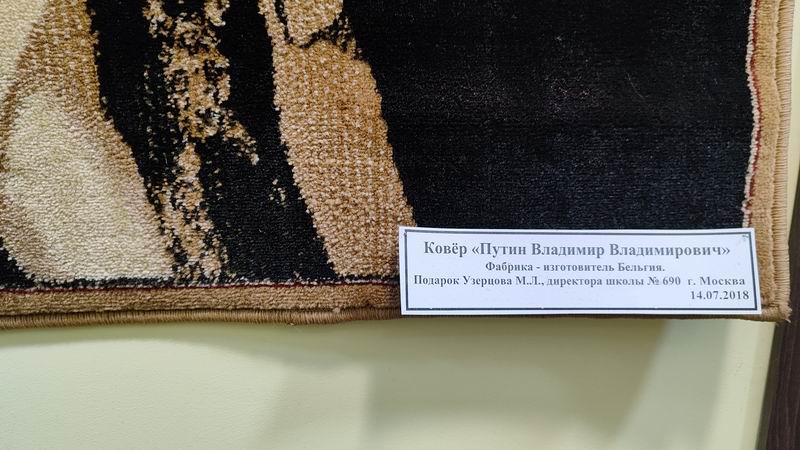 Ковёр «Путин Владимир Владимирович»
Фабрика - изготовитель Бельгия.
Подарок Узерцова М.Л., директора школы № 690 г. Москва
14.07.2018